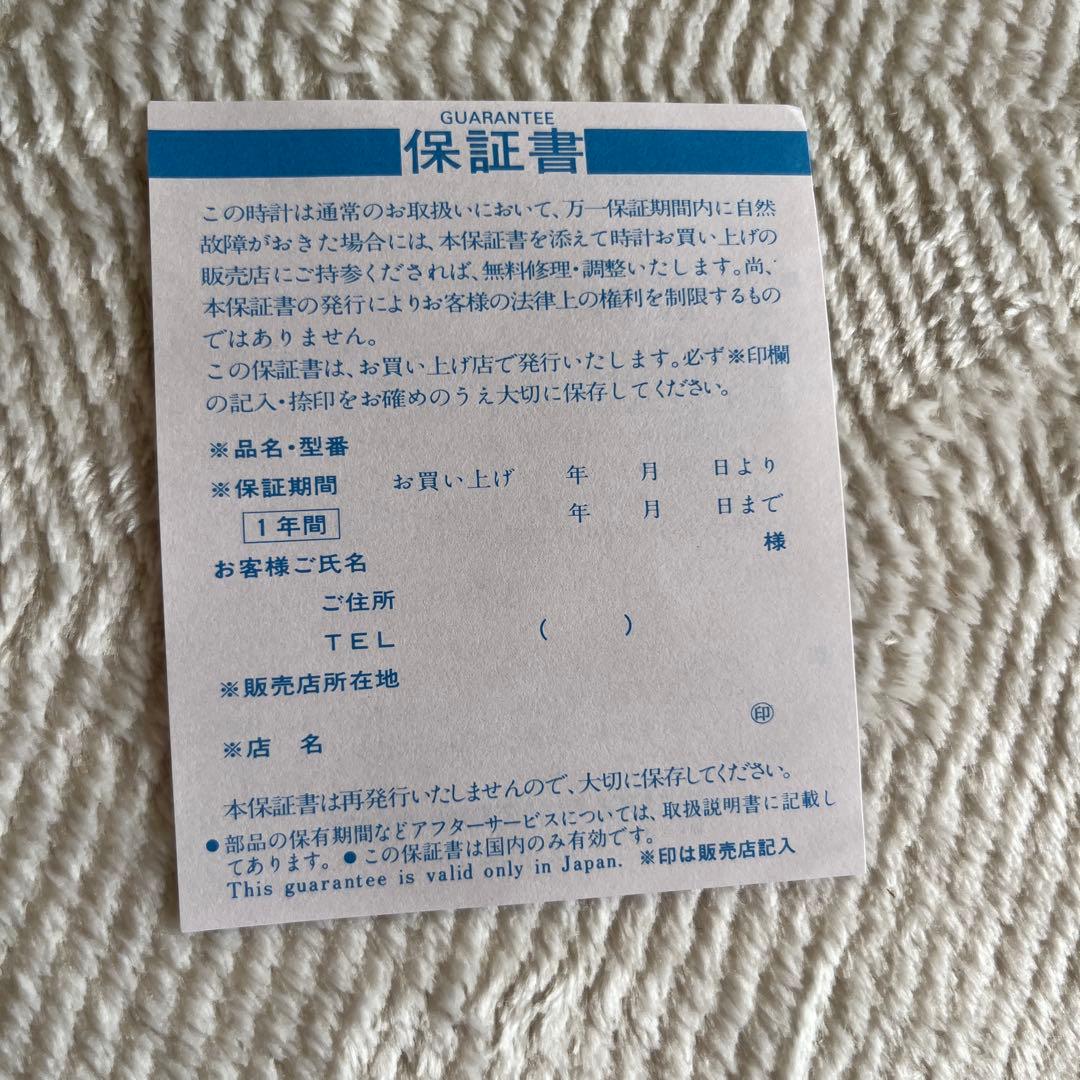 GUARANTEE
保証書
この時計は通常のお取扱いにおいて、万一保証期間内に自然
故障がおきた場合には、本保証書を添えて時計お買い上げの
販売店にご持参くだされば、無料修理・調整いたします。尚、
本保証書の発行によりお客様の法律上の権利を制限するもの
ではありません。
この保証書は、お買い上げ店で発行いたします。必ず※印欄
の記入・捺印をお確めのうえ大切に保存してください。
※品名・型番
※保証期間 お買い上げ 年 月 日より
1年間 年 月 日まで
お客様ご氏名 様
ご住所
TEL ( )
※販売店所在地
㊞
※店 名
本保証書は再発行いたしませんので、大切に保存してください。
●部品の保有期間などアフターサービスについては、取扱説明書に記載し
てあります。●この保証書は国内のみ有効です。
This guarantee is valid only in Japan. ※印は販売店記入